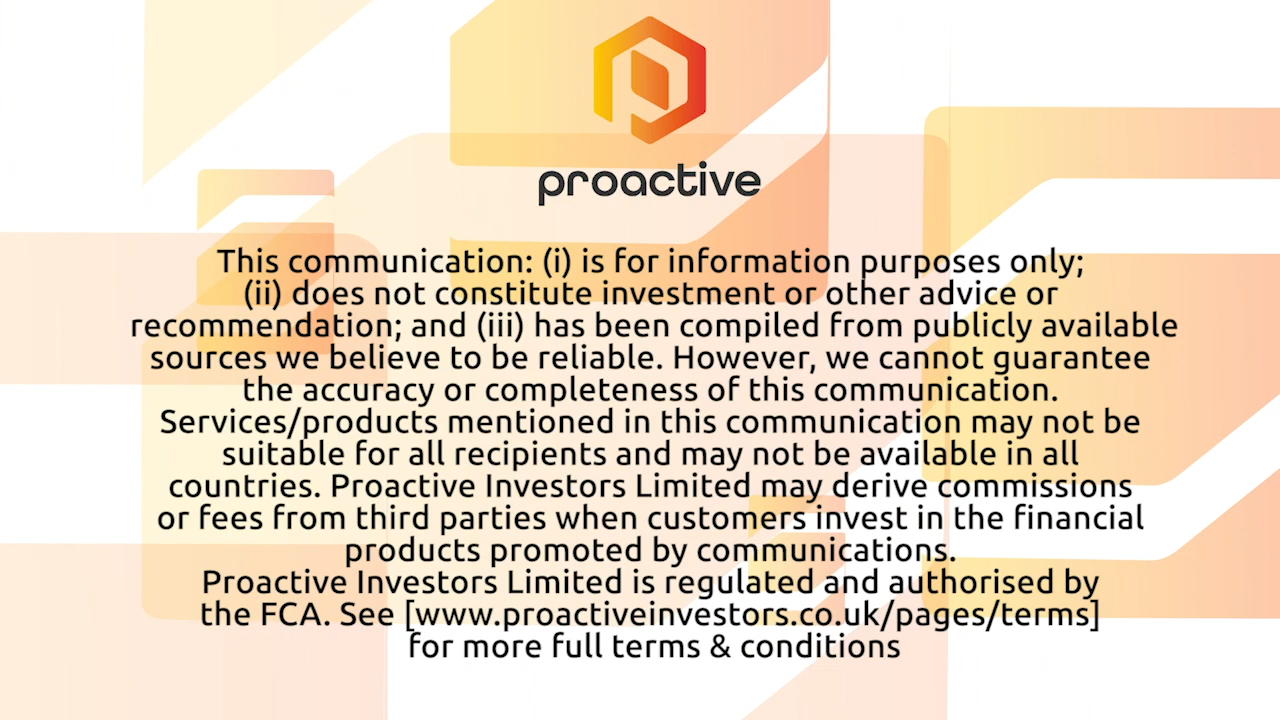 proactive
This communication: (i) is for information purposes only;
(ii) does not constitute investment or other advice or
recommendation; and (iii) has been compiled from publicly available
sources we believe to be reliable. However, we cannot guarantee
the accuracy or completeness of this communication.
Services/products mentioned in this communication may not be
suitable for all recipients and may not be available in all
countries. Proactive Investors Limited may derive commissions
or fees from third parties when customers invest in the financial
products promoted by communications.
Proactive Investors Limited is regulated and authorised by
the FCA. See [www.proactiveinvestors.co.uk/pages/terms]
for more full terms & conditions